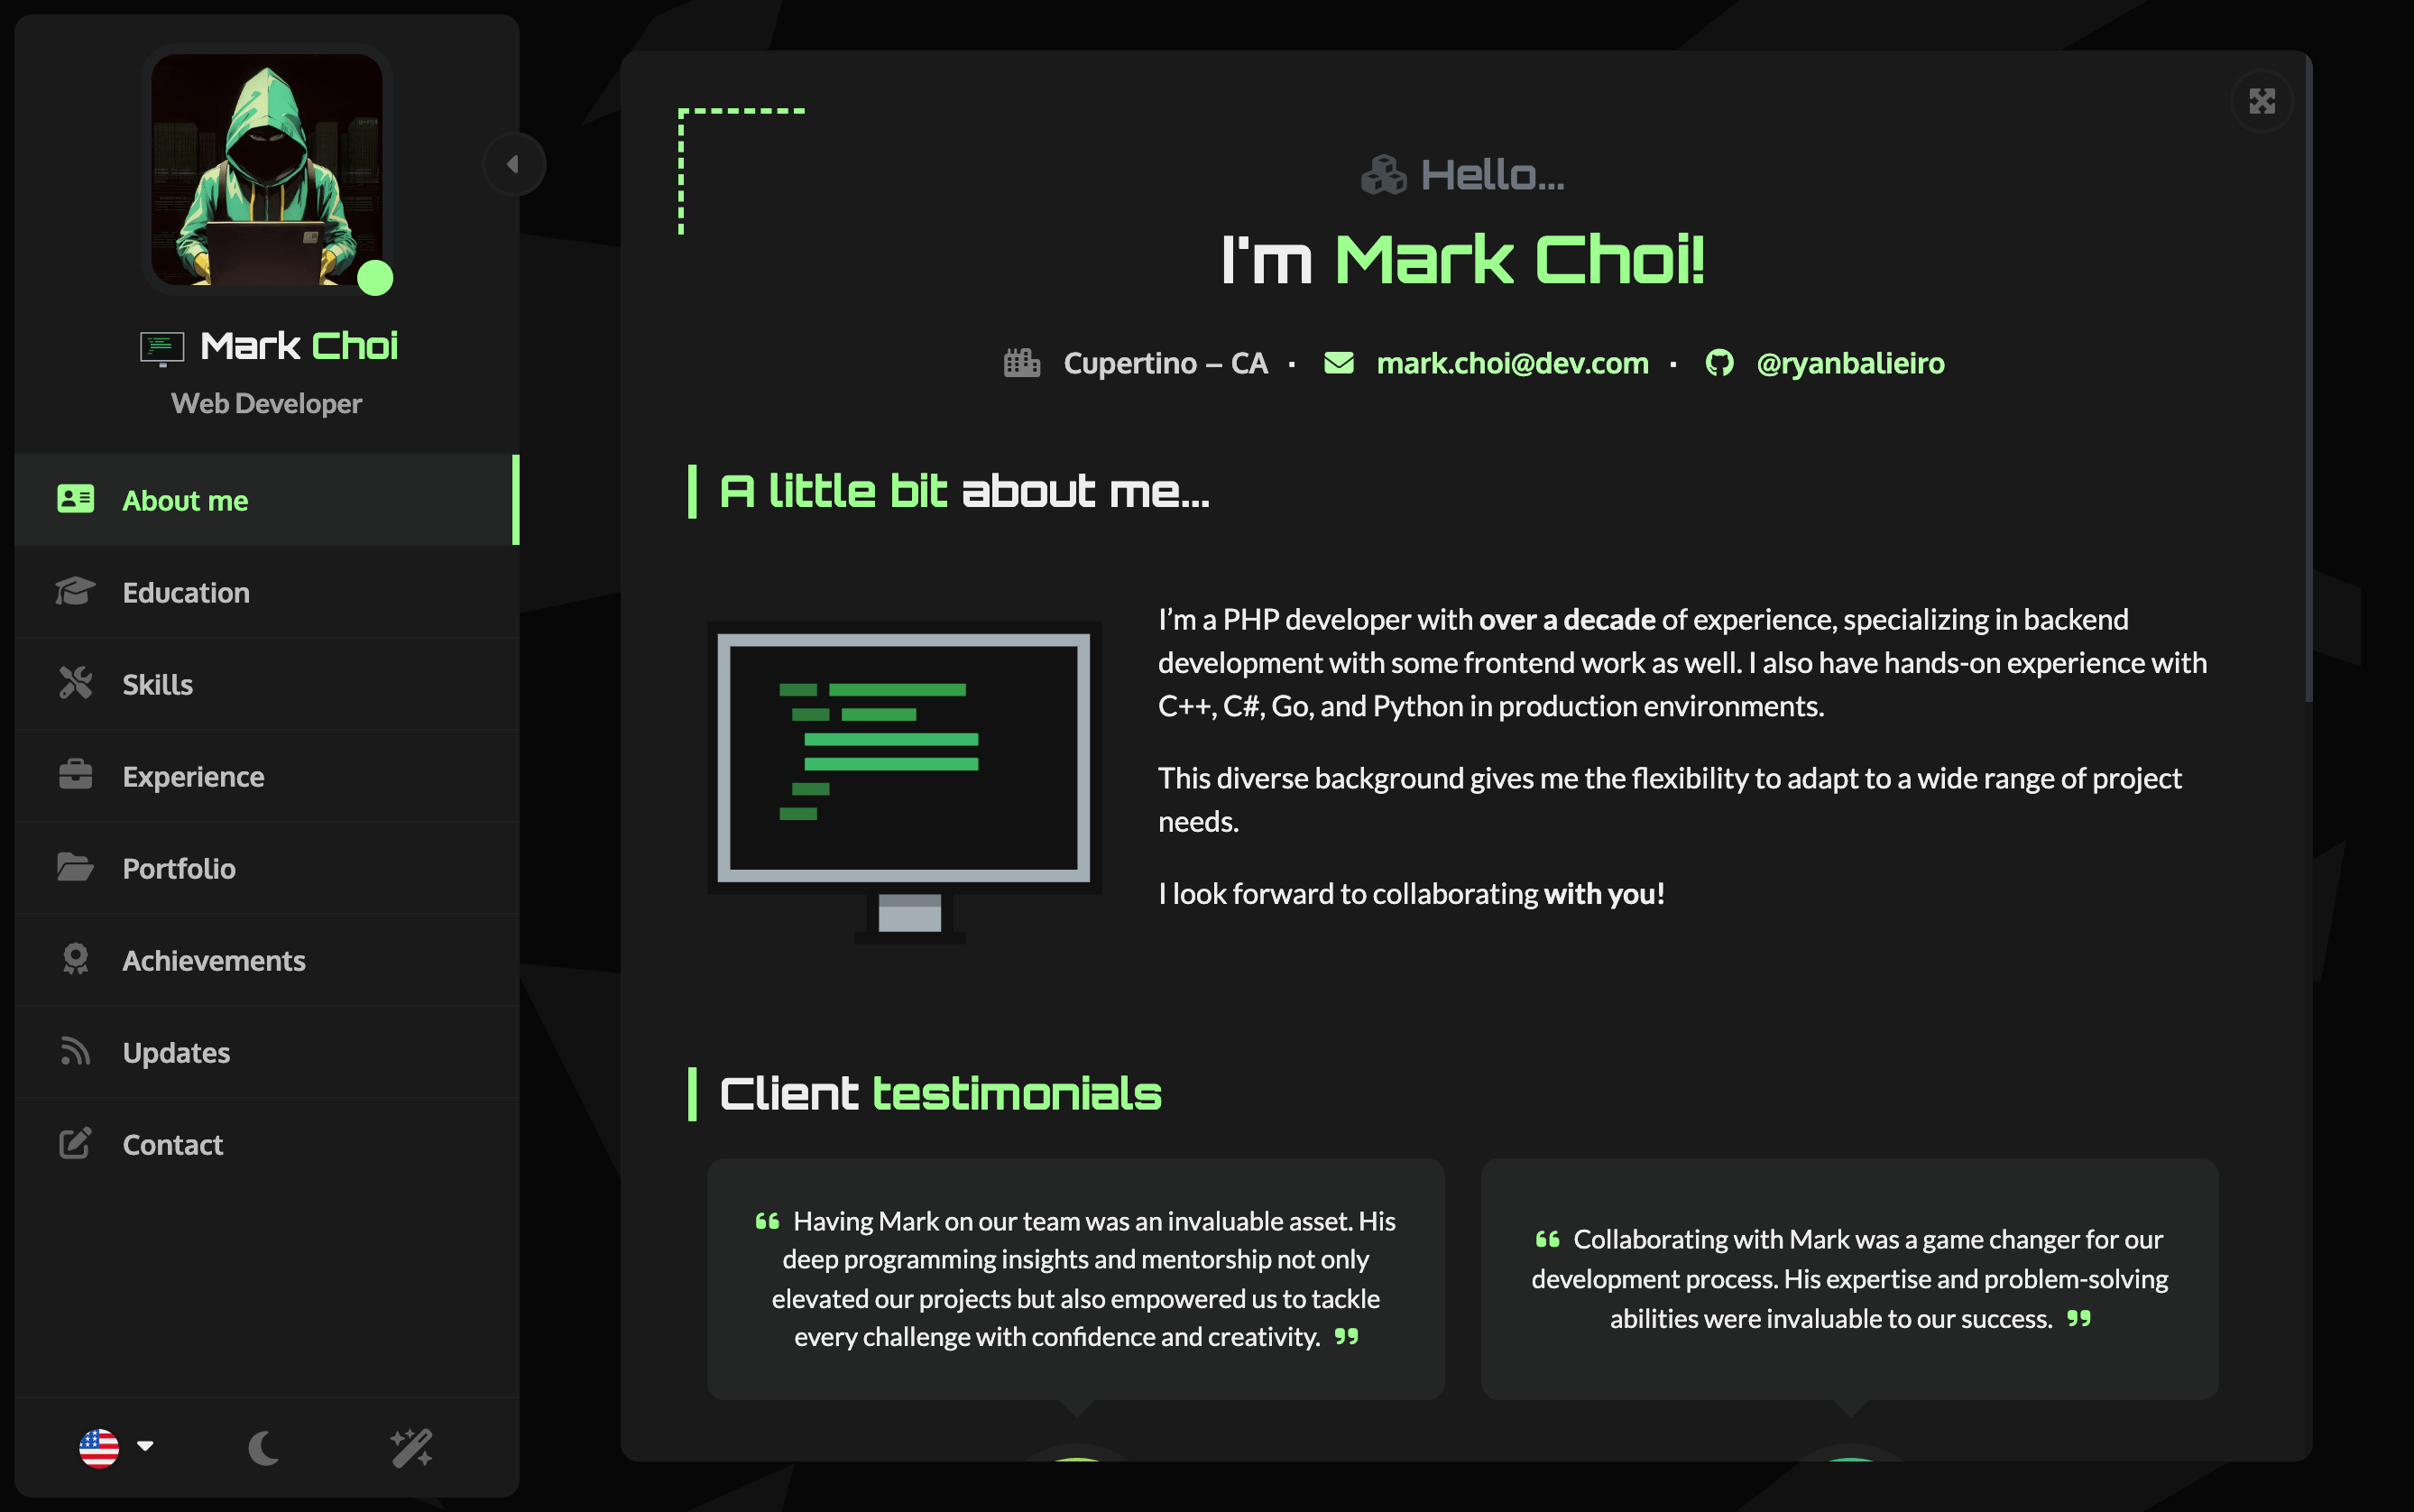 Mark Choi
Web Developer
About me
Education
Skills
Experience
Portfolio
Achievements
Updates
Contact
Hello...
I'm Mark Choi!
Cupertino – CA · mark.choi@dev.com · @ryanbalieiro
A little bit about me...
I’m a PHP developer with over a decade of experience, specializing in backend
development with some frontend work as well. I also have hands-on experience with
C++, C#, Go, and Python in production environments.
This diverse background gives me the flexibility to adapt to a wide range of project
needs.
I look forward to collaborating with you!
Client testimonials
“ Having Mark on our team was an invaluable asset. His
deep programming insights and mentorship not only
elevated our projects but also empowered us to tackle
every challenge with confidence and creativity. ”
“ Collaborating with Mark was a game changer for our
development process. His expertise and problem-solving
abilities were invaluable to our success. ”